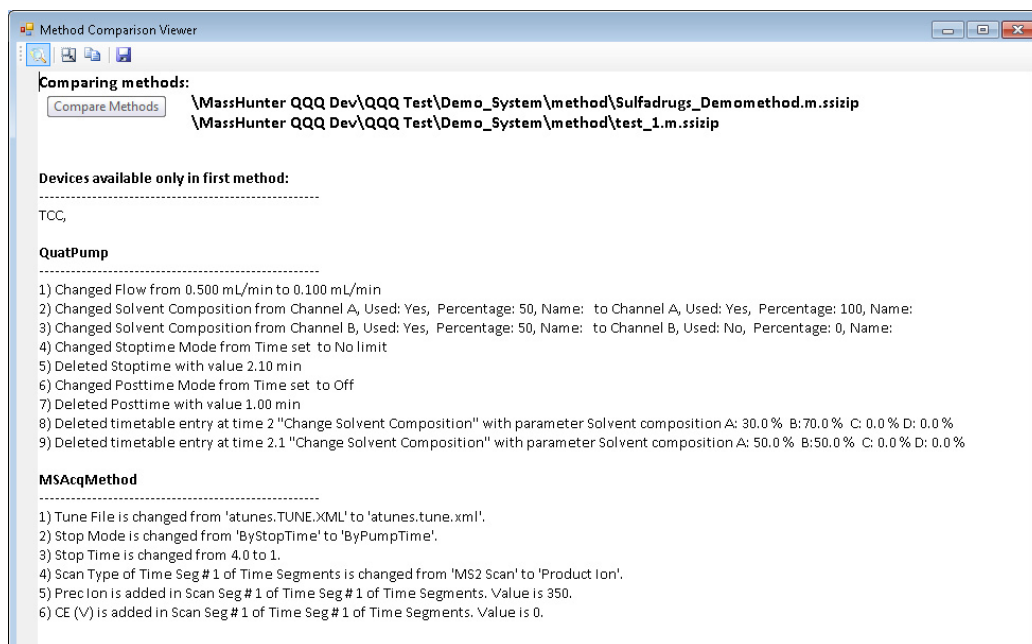 Method Comparison Viewer
Comparing methods:
Compare Methods
\MassHunter QQQ Dev\QQQ Test\Demo_System\method\Sulfadrugs_Demomethod.m.ssizip
\MassHunter QQQ Dev\QQQ Test\Demo_System\method\test_1.m.ssizip
Devices available only in first method:
------------------------------------------------------
TCC,
QuatPump
------------------------------------------------------
1) Changed Flow from 0.500 mL/min to 0.100 mL/min
2) Changed Solvent Composition from Channel A, Used: Yes, Percentage: 50, Name: to Channel A, Used: Yes, Percentage: 100, Name:
3) Changed Solvent Composition from Channel B, Used: Yes, Percentage: 50, Name: to Channel B, Used: No, Percentage: 0, Name:
4) Changed Stoptime Mode from Time set to No limit
5) Deleted Stoptime with value 2.10 min
6) Changed Posttime Mode from Time set to Off
7) Deleted Posttime with value 1.00 min
8) Deleted timetable entry at time 2 "Change Solvent Composition" with parameter Solvent composition A: 30.0 % B:70.0 % C: 0.0 % D: 0.0 %
9) Deleted timetable entry at time 2.1 "Change Solvent Composition" with parameter Solvent composition A: 50.0 % B:50.0 % C: 0.0 % D: 0.0 %
MSAcqMethod
------------------------------------------------------
1) Tune File is changed from 'atunes.TUNE.XML' to 'atunes.tune.xml'.
2) Stop Mode is changed from 'ByStopTime' to 'ByPumpTime'.
3) Stop Time is changed from 4.0 to 1.
4) Scan Type of Time Seg # 1 of Time Segments is changed from 'MS2 Scan' to 'Product Ion'.
5) Prec Ion is added in Scan Seg # 1 of Time Seg # 1 of Time Segments. Value is 350.
6) CE (V) is added in Scan Seg # 1 of Time Seg # 1 of Time Segments. Value is 0.